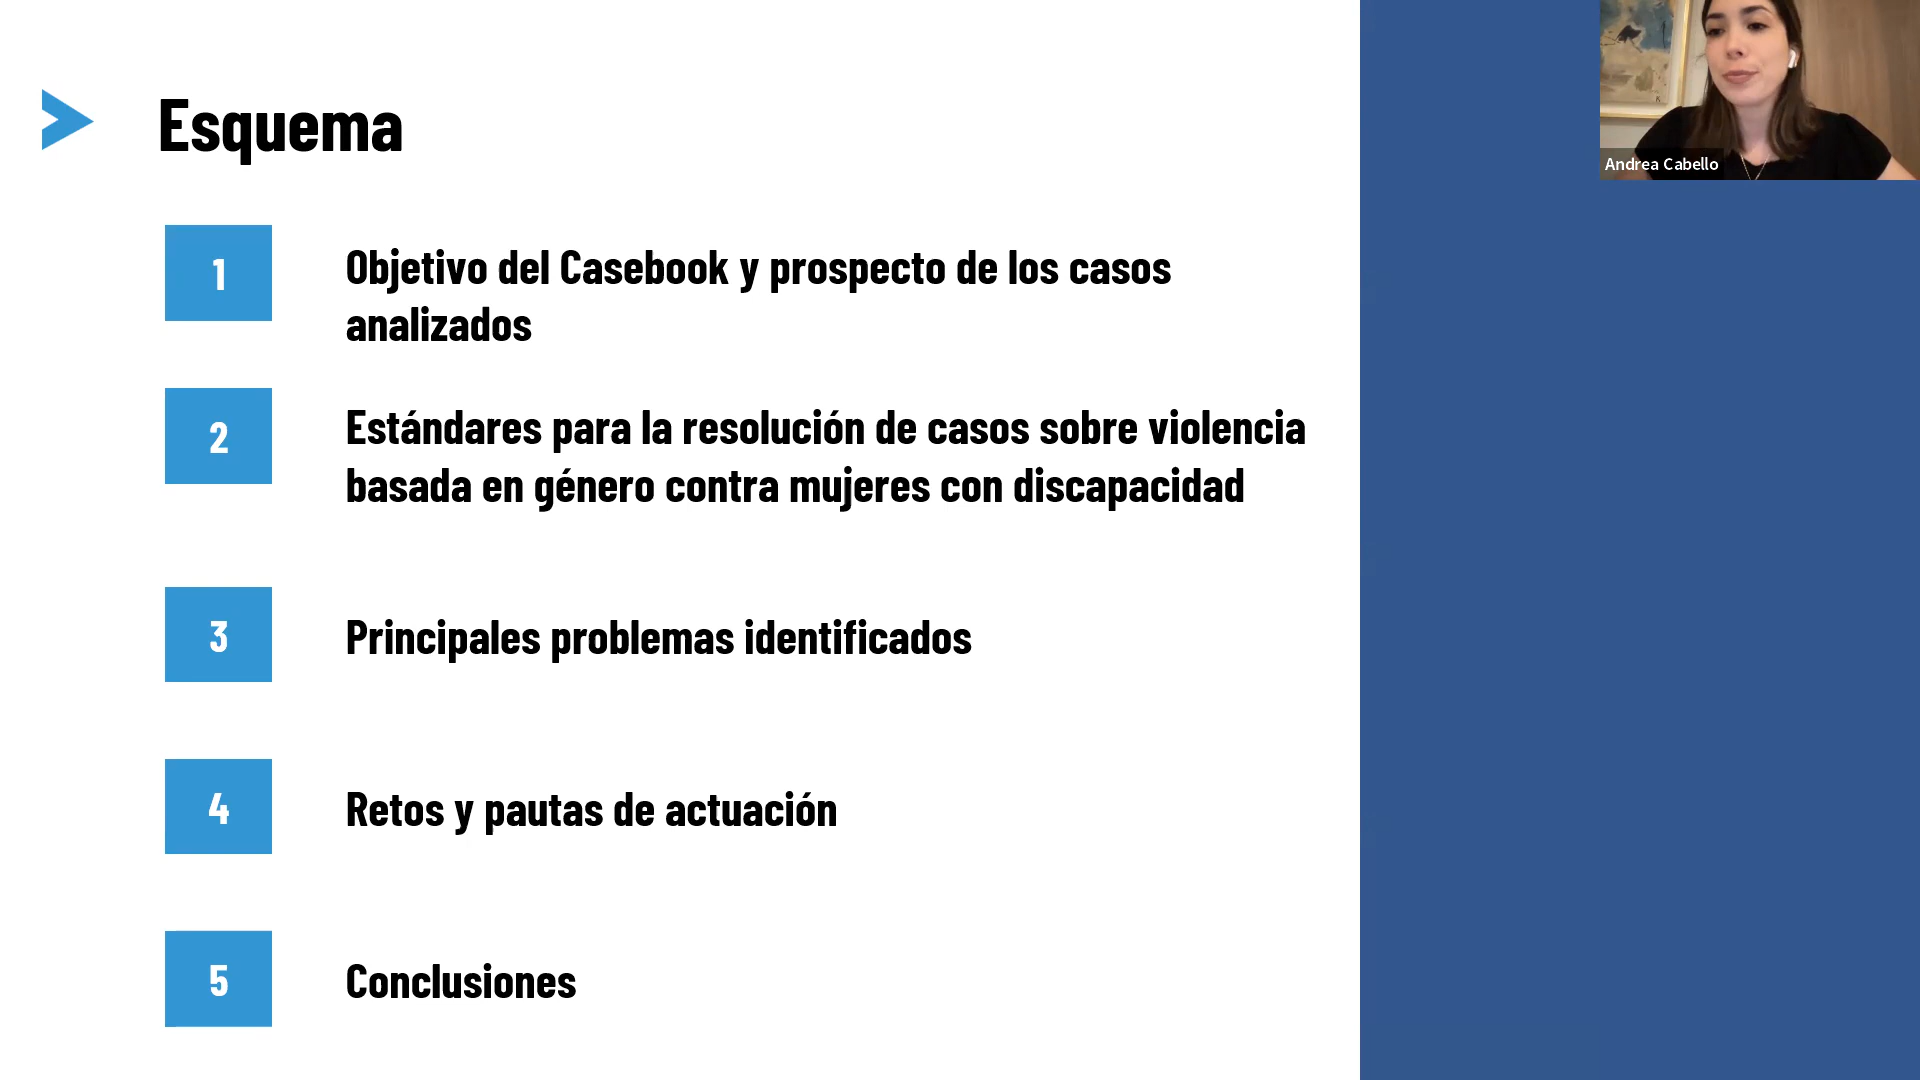 Esquema
1
Objetivo del Casebook y prospecto de los casos
analizados
2
Estándares para la resolución de casos sobre violencia
basada en género contra mujeres con discapacidad
3
Principales problemas identificados
4
Retos y pautas de actuación
5
Conclusiones
Andrea Cabello